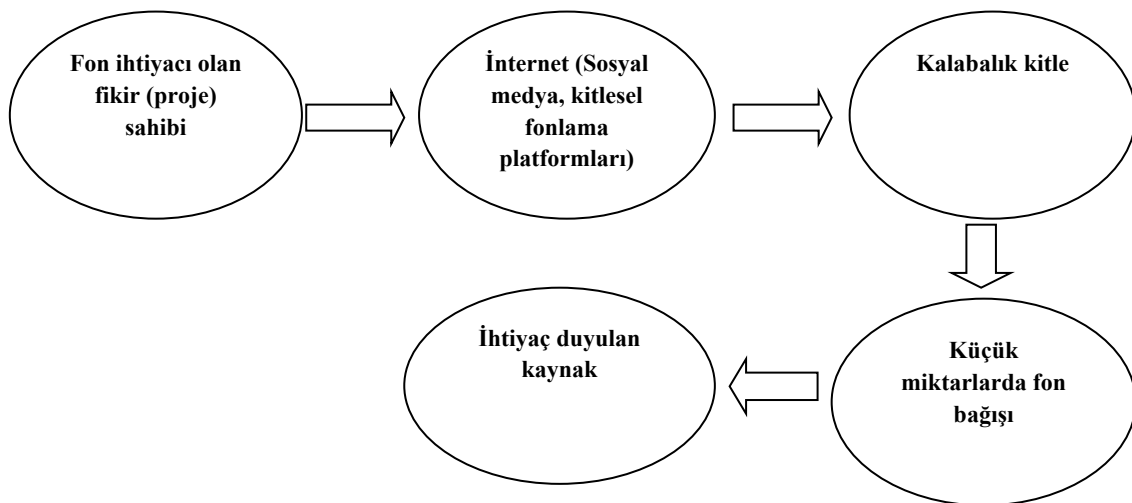 Fon ihtiyacı olan
fikir (proje)
sahibi
İnternet (Sosyal
medya, kitlesel
fonlama
platformları)
Kalabalık kitle
Küçük
miktarlarda fon
bağışı
İhtiyaç duyulan
kaynak